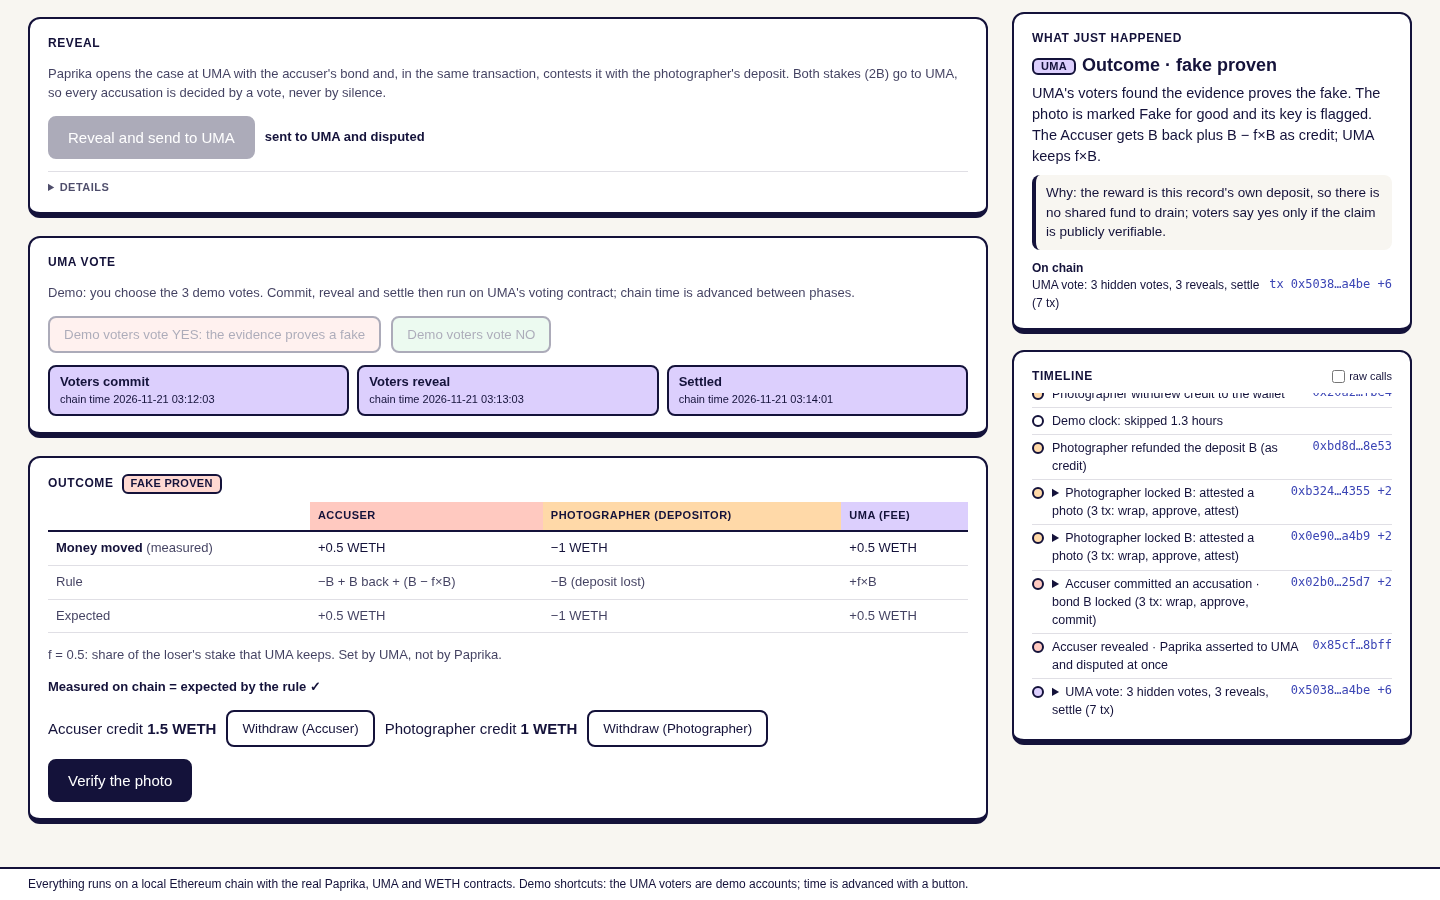 REVEAL
Paprika opens the case at UMA with the accuser's bond and, in the same transaction, contests it with the photographer's deposit. Both stakes (2B) go to UMA,
so every accusation is decided by a vote, never by silence.
Reveal and send to UMA
sent to UMA and disputed
DETAILS
UMA VOTE
Demo: you choose the 3 demo votes. Commit, reveal and settle then run on UMA's voting contract; chain time is advanced between phases.
Demo voters vote YES: the evidence proves a fake
Demo voters vote NO
Voters commit
chain time 2026-11-21 03:12:03
Voters reveal
chain time 2026-11-21 03:13:03
Settled
chain time 2026-11-21 03:14:01
OUTCOME FAKE PROVEN
ACCUSER PHOTOGRAPHER (DEPOSITOR) UMA (FEE)
Money moved (measured) +0.5 WETH −1 WETH +0.5 WETH
Rule −B + B back + (B − f×B) −B (deposit lost) +f×B
Expected +0.5 WETH −1 WETH +0.5 WETH
f = 0.5: share of the loser's stake that UMA keeps. Set by UMA, not by Paprika.
Measured on chain = expected by the rule ✓
Accuser credit 1.5 WETH Withdraw (Accuser) Photographer credit 1 WETH Withdraw (Photographer)
Verify the photo
WHAT JUST HAPPENED
UMA Outcome · fake proven
UMA's voters found the evidence proves the fake. The
photo is marked Fake for good and its key is flagged.
The Accuser gets B back plus B − f×B as credit; UMA
keeps f×B.
Why: the reward is this record's own deposit, so there is
no shared fund to drain; voters say yes only if the claim
is publicly verifiable.
On chain
UMA vote: 3 hidden votes, 3 reveals, settle tx 0x5038…a4be +6
(7 tx)
TIMELINE raw calls
Photographer withdrew credit to the wallet
Demo clock: skipped 1.3 hours
Photographer refunded the deposit B (as 0xbd8d…8e53
credit)
Photographer locked B: attested a 0xb324…4355 +2
photo (3 tx: wrap, approve, attest)
Photographer locked B: attested a 0x0e90…a4b9 +2
photo (3 tx: wrap, approve, attest)
Accuser committed an accusation · 0x02b0…25d7 +2
bond B locked (3 tx: wrap, approve,
commit)
Accuser revealed · Paprika asserted to UMA 0x85cf…8bff
and disputed at once
UMA vote: 3 hidden votes, 3 reveals, 0x5038…a4be +6
settle (7 tx)
Everything runs on a local Ethereum chain with the real Paprika, UMA and WETH contracts. Demo shortcuts: the UMA voters are demo accounts; time is advanced with a button.